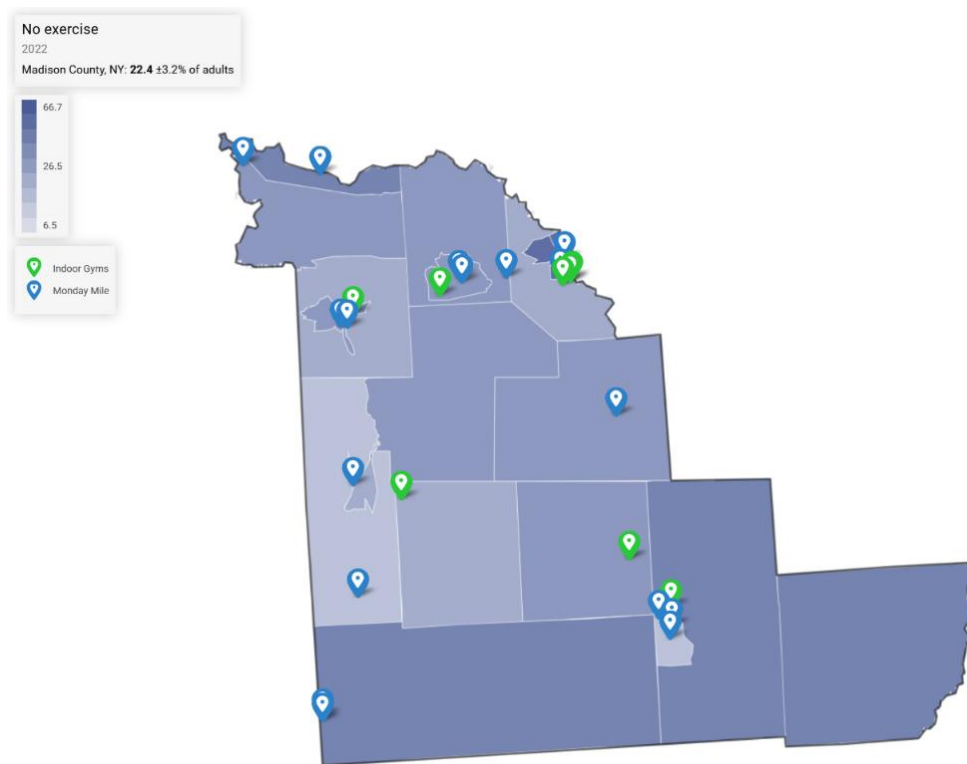 No exercise
2022
Madison County, NY: 22.4 ±3.2% of adults
66.7
26.5
6.5
Indoor Gyms
Monday Mile